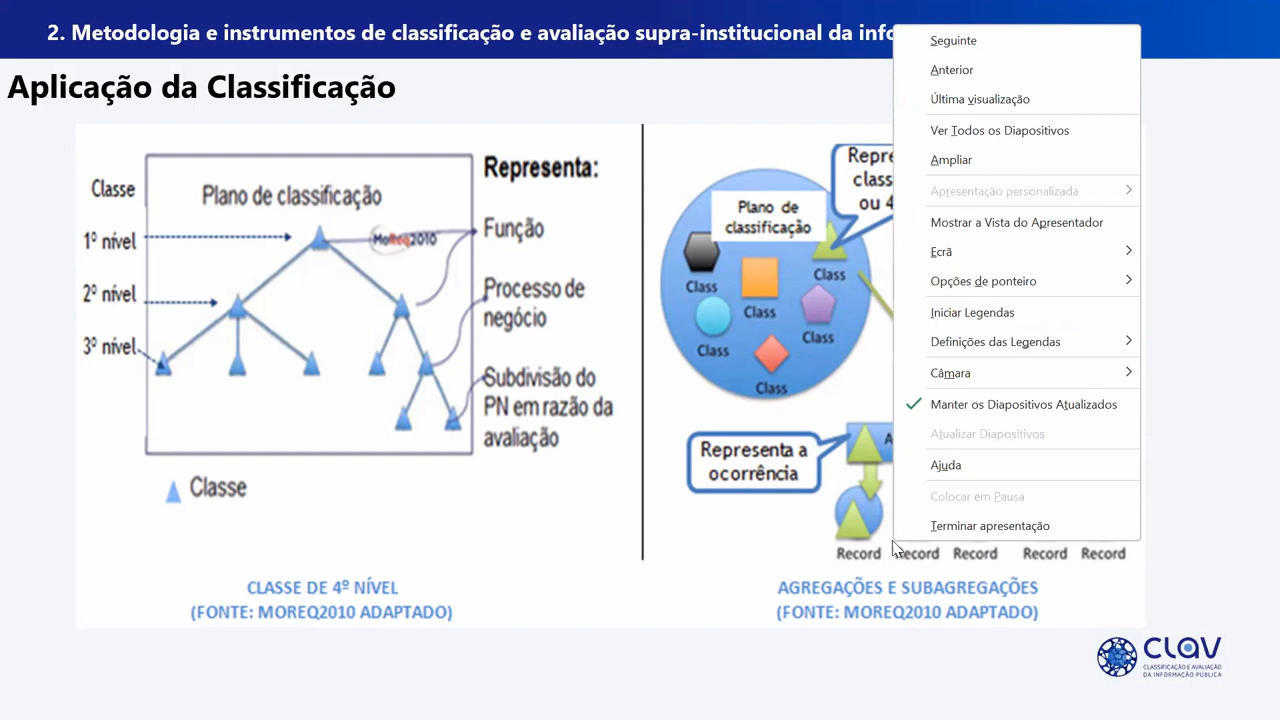 2. Metodologia e instrumentos de classificação e avaliação supra-institucional da info
Aplicação da Classificação
Classe
1º nível
2º nível
3º nível
Plano de classificação
MoReq2010
Representa:
Função
Processo de
negócio
Subdivisão do
PN em razão da
avaliação
Classe
CLASSE DE 4º NÍVEL
(FONTE: MOREQ2010 ADAPTADO)
Plano de
classificação
Class
Class
Class
Class
Class
Class
Repre
class
ou 4
Representa a
ocorrência
A
Record
Record
Record
Record
Record
AGREGAÇÕES E SUBAGREGAÇÕES
(FONTE: MOREQ2010 ADAPTADO)
Seguinte
Anterior
Última visualização
Ver Todos os Diapositivos
Ampliar
Apresentação personalizada
Mostrar a Vista do Apresentador
Ecrã
Opções de ponteiro
Iniciar Legendas
Definições das Legendas
Câmara
Manter os Diapositivos Atualizados
Atualizar Diapositivos
Ajuda
Colocar em Pausa
Terminar apresentação
CLAV
CLASSIFICAÇÃO E AVALIAÇÃO
DA INFORMAÇÃO PÚBLICA